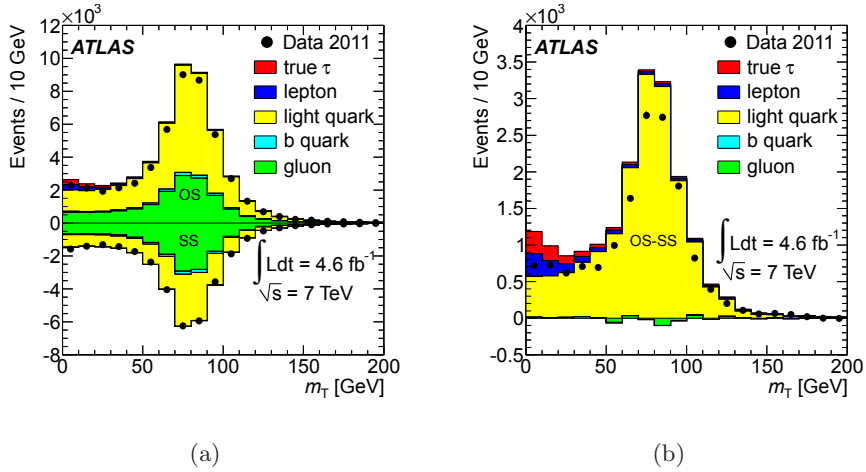 ×10³
ATLAS
Data 2011
true τ
lepton
light quark
b quark
gluon
OS
SS
∫ Ldt = 4.6 fb⁻¹
√s = 7 TeV
Events / 10 GeV
12
10
8
6
4
2
0
-2
-4
-6
-8
0 50 100 150 200
m_T [GeV]
(a)
×10³
ATLAS
Data 2011
true τ
lepton
light quark
b quark
gluon
OS-SS
∫ Ldt = 4.6 fb⁻¹
√s = 7 TeV
Events / 10 GeV
4
3.5
3
2.5
2
1.5
1
0.5
0
-0.5
0 50 100 150 200
m_T [GeV]
(b)